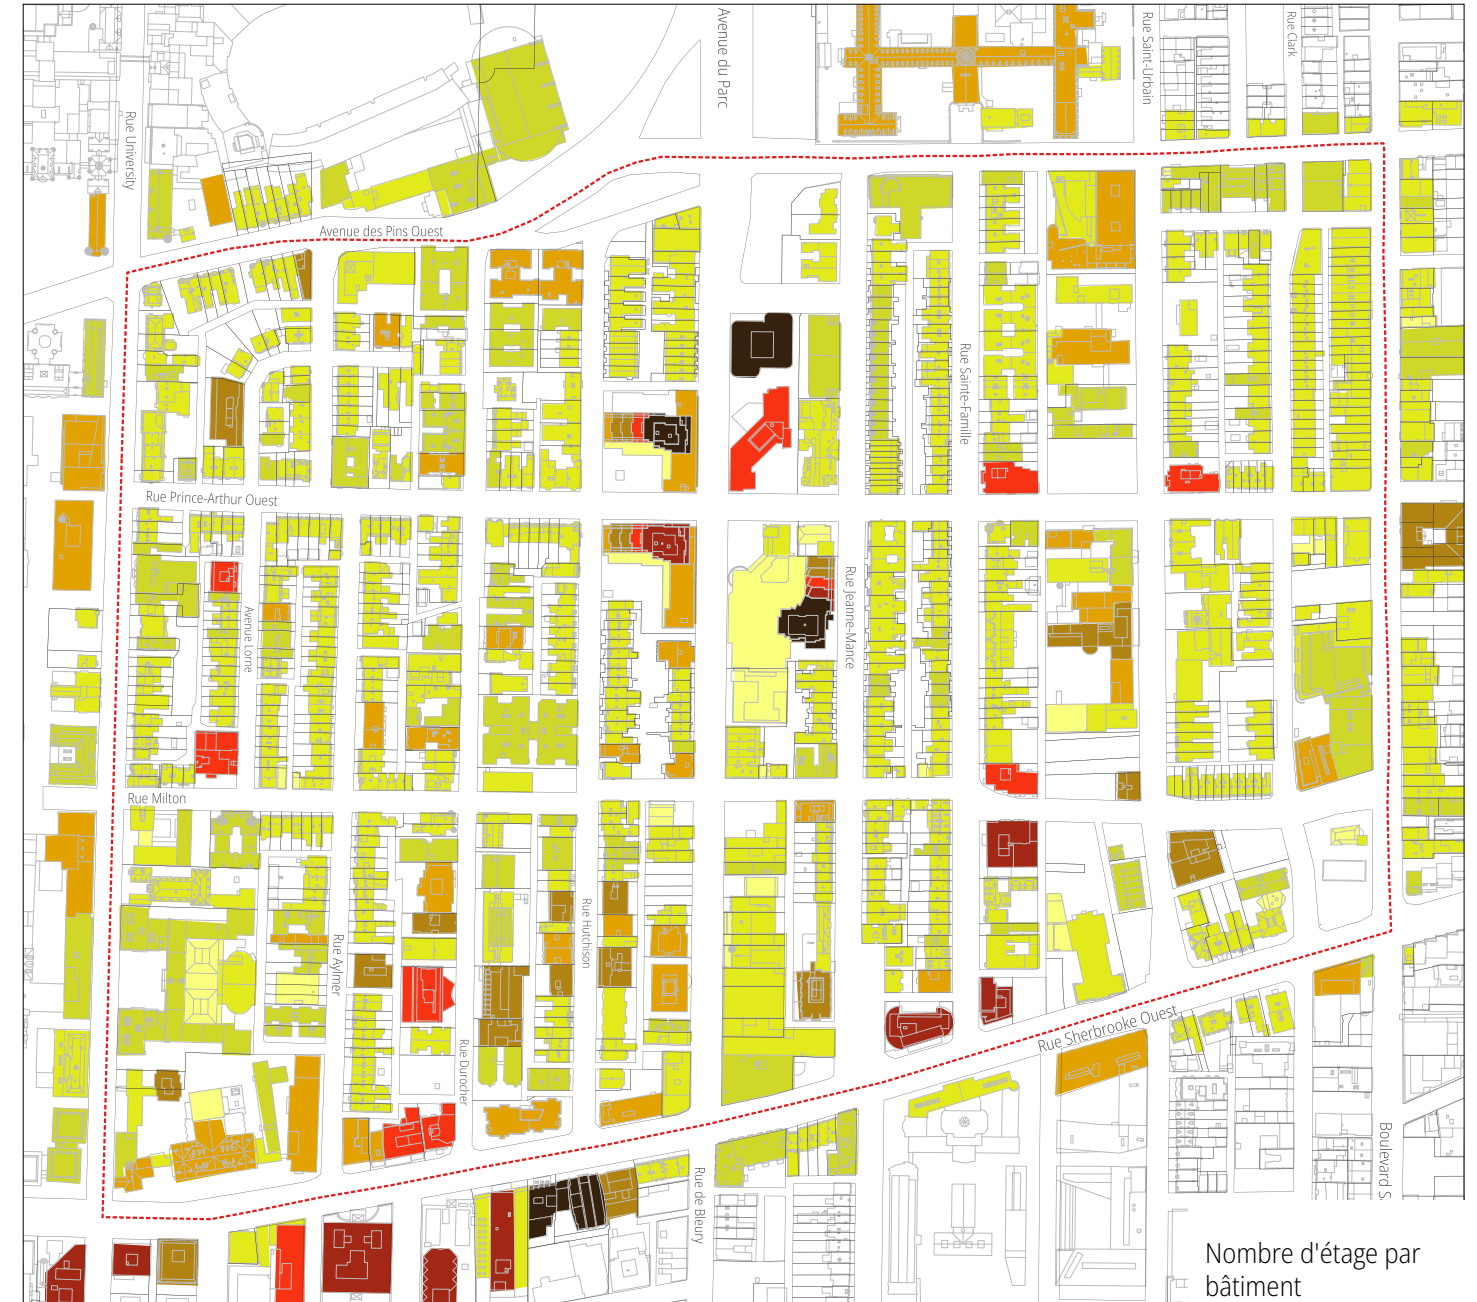 Avenue du Parc
Rue Saint-Urbain
Rue Clark
Rue University
Avenue des Pins Ouest
Rue Sainte-Famille
Rue Prince-Arthur Ouest
Rue Jeanne-Mance
Avenue Lorne
Rue Milton
Rue Hutchison
Rue Aylmer
Rue Durocher
Rue Sherbrooke Ouest
Rue de Bleury
Boulevard S.
Nombre d'étage par
bâtiment